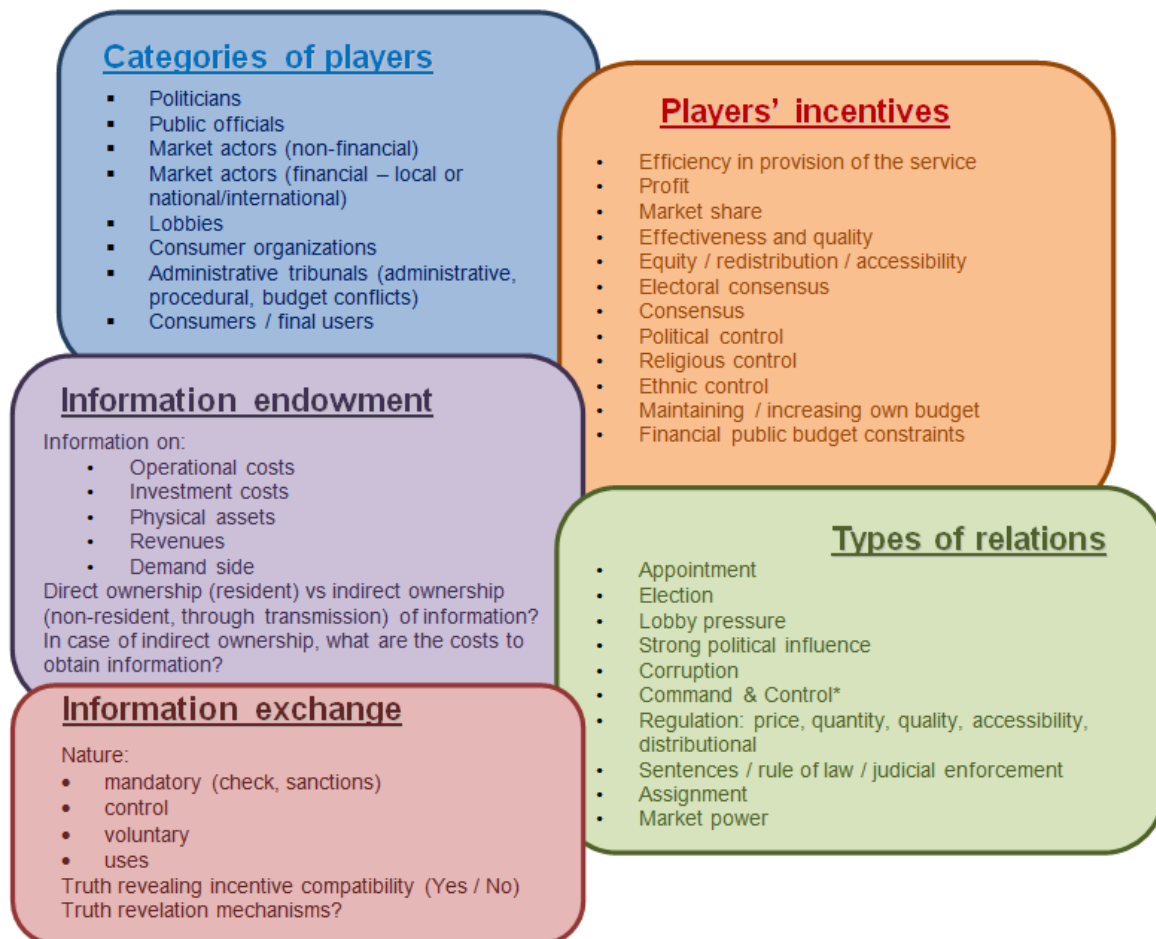 Categories of players
▪ Politicians
▪ Public officials
▪ Market actors (non-financial)
▪ Market actors (financial – local or
national/international)
▪ Lobbies
▪ Consumer organizations
▪ Administrative tribunals (administrative,
procedural, budget conflicts)
▪ Consumers / final users
Players’ incentives
• Efficiency in provision of the service
• Profit
• Market share
• Effectiveness and quality
• Equity / redistribution / accessibility
• Electoral consensus
• Consensus
• Political control
• Religious control
• Ethnic control
• Maintaining / increasing own budget
• Financial public budget constraints
Information endowment
Information on:
• Operational costs
• Investment costs
• Physical assets
• Revenues
• Demand side
Direct ownership (resident) vs indirect ownership
(non-resident, through transmission) of information?
In case of indirect ownership, what are the costs to
obtain information?
Types of relations
• Appointment
• Election
• Lobby pressure
• Strong political influence
• Corruption
• Command & Control*
• Regulation: price, quantity, quality, accessibility,
distributional
• Sentences / rule of law / judicial enforcement
• Assignment
• Market power
Information exchange
Nature:
• mandatory (check, sanctions)
• control
• voluntary
• uses
Truth revealing incentive compatibility (Yes / No)
Truth revelation mechanisms?